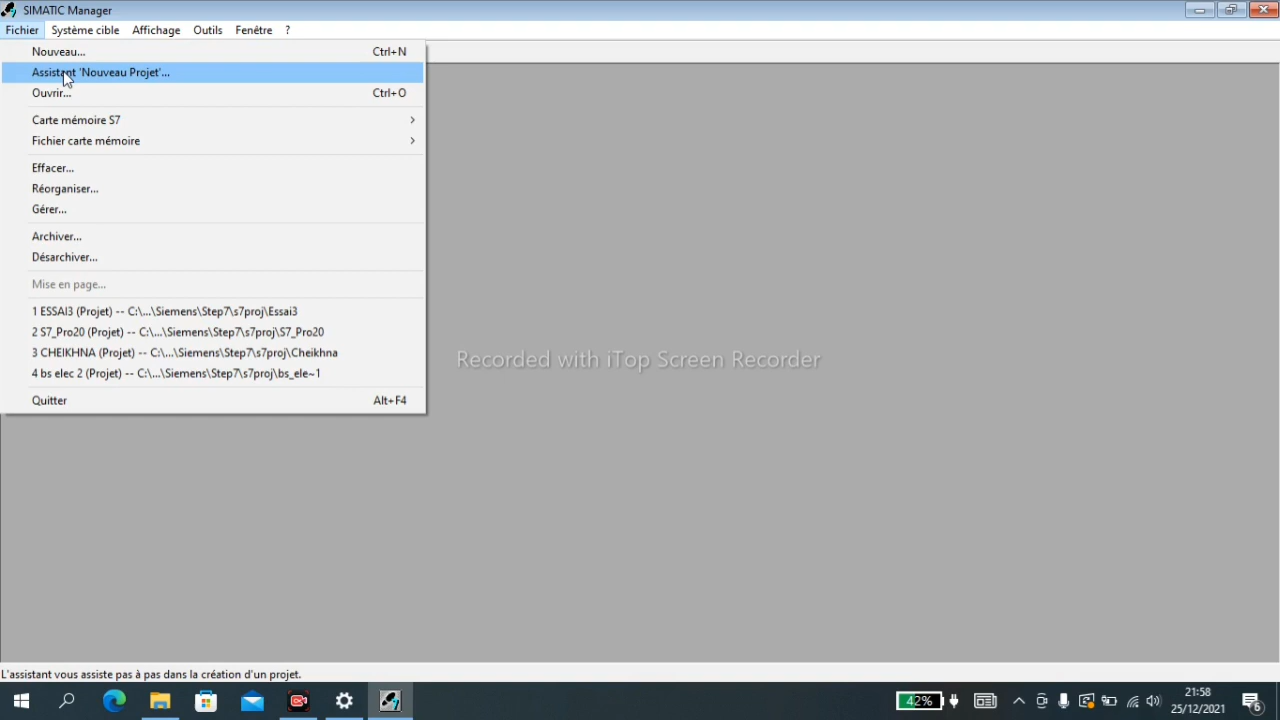 SIMATIC Manager
Fichier Système cible Affichage Outils Fenêtre ?
Nouveau... Ctrl+N
Assistant 'Nouveau Projet'...
Ouvrir... Ctrl+O
Carte mémoire S7
Fichier carte mémoire
Effacer...
Réorganiser...
Gérer...
Archiver...
Désarchiver...
Mise en page...
1 ESSAI3 (Projet) -- C:\...\Siemens\Step7\s7proj\Essai3
2 S7_Pro20 (Projet) -- C:\...\Siemens\Step7\s7proj\S7_Pro20
3 CHEIKHNA (Projet) -- C:\...\Siemens\Step7\s7proj\Cheikhna
4 bs elec 2 (Projet) -- C:\...\Siemens\Step7\s7proj\bs_ele~1
Quitter Alt+F4
Recorded with iTop Screen Recorder
L'assistant vous assiste pas à pas dans la création d'un projet.
42%
21:58
25/12/2021
6